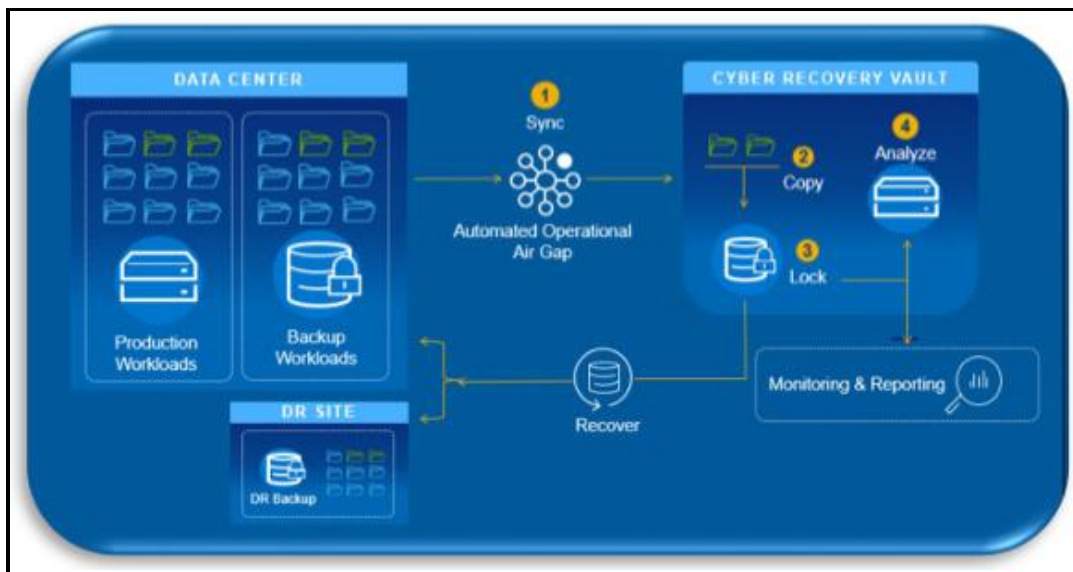 DATA CENTER
Production
Workloads
Backup
Workloads
1
Sync
Automated Operational
Air Gap
CYBER RECOVERY VAULT
2
Copy
3
Lock
4
Analyze
Monitoring & Reporting
Recover
DR SITE
DR Backup